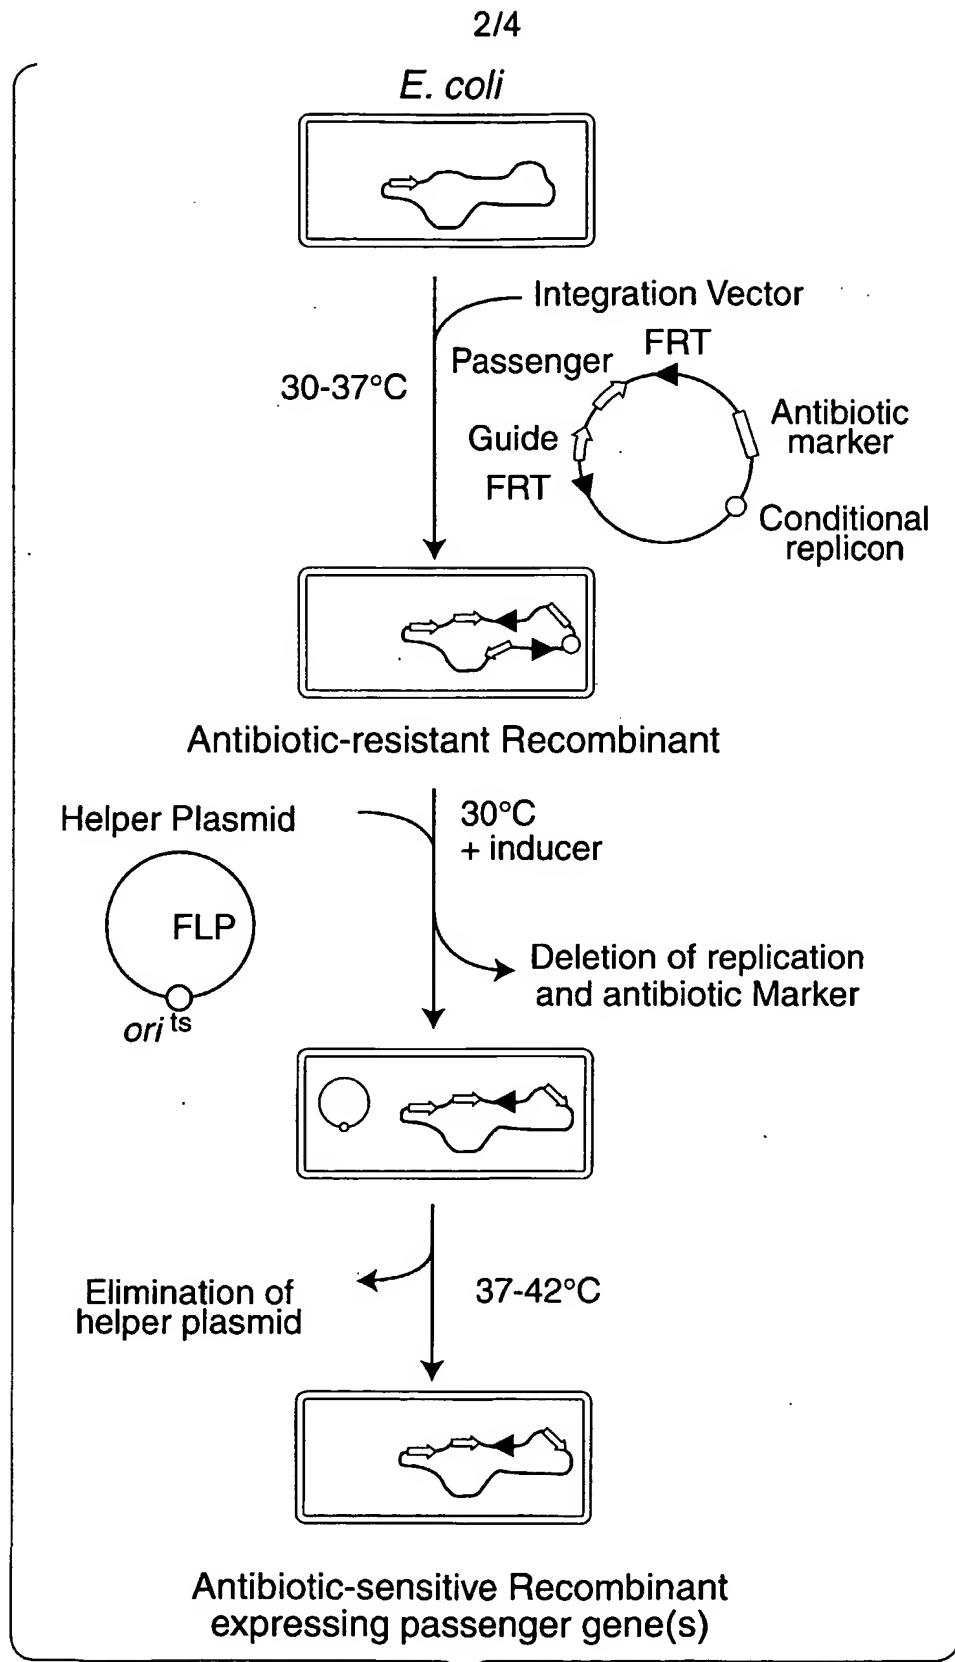 2/4
E. coli
Integration Vector
30-37°C
Passenger
FRT
Guide
FRT
Antibiotic
marker
Conditional
replicon
Antibiotic-resistant Recombinant
Helper Plasmid
30°C
+ inducer
FLP
ori ts
Deletion of replication
and antibiotic Marker
Elimination of
helper plasmid
37-42°C
Antibiotic-sensitive Recombinant
expressing passenger gene(s)